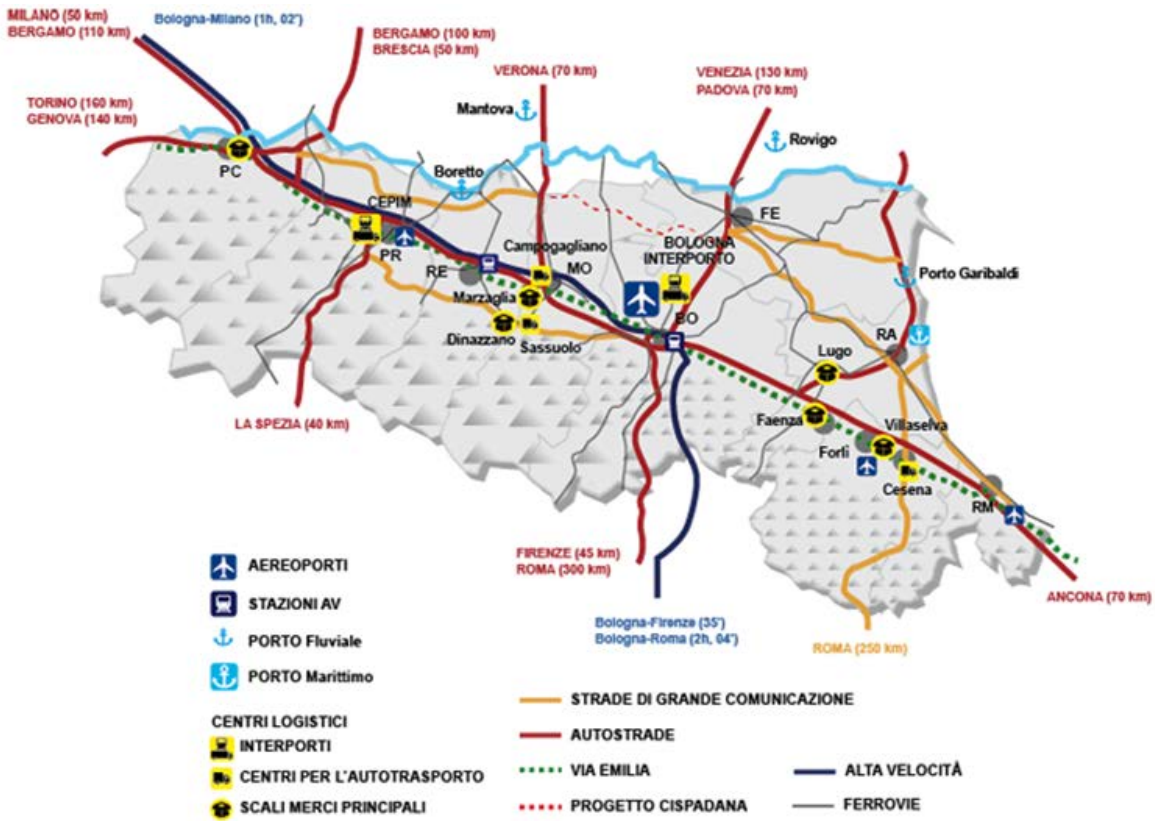 MILANO (50 km)
BERGAMO (110 km)
Bologna-Milano (1h, 02')
BERGAMO (100 km)
BRESCIA (50 km)
VERONA (70 km)
VENEZIA (130 km)
PADOVA (70 km)
TORINO (160 km)
GENOVA (140 km)
Mantova
Rovigo
PC
Boretto
CEPIM
FE
PR
RE
Campogagliano
MO
BOLOGNA
INTERPORTO
Porto Garibaldi
Marzaglia
BO
Dinazzano
Sassuolo
Lugo
RA
LA SPEZIA (40 km)
Faenza
Villaselva
Forlì
Cesena
RM
FIRENZE (45 km)
ROMA (300 km)
ANCONA (70 km)
Bologna-Firenze (35')
Bologna-Roma (2h, 04')
ROMA (250 km)
AEREOPORTI
STAZIONI AV
PORTO Fluviale
PORTO Marittimo
CENTRI LOGISTICI
INTERPORTI
CENTRI PER L'AUTOTRASPORTO
SCALI MERCI PRINCIPALI
STRADE DI GRANDE COMUNICAZIONE
AUTOSTRADE
VIA EMILIA
PROGETTO CISPADANA
ALTA VELOCITÀ
FERROVIE